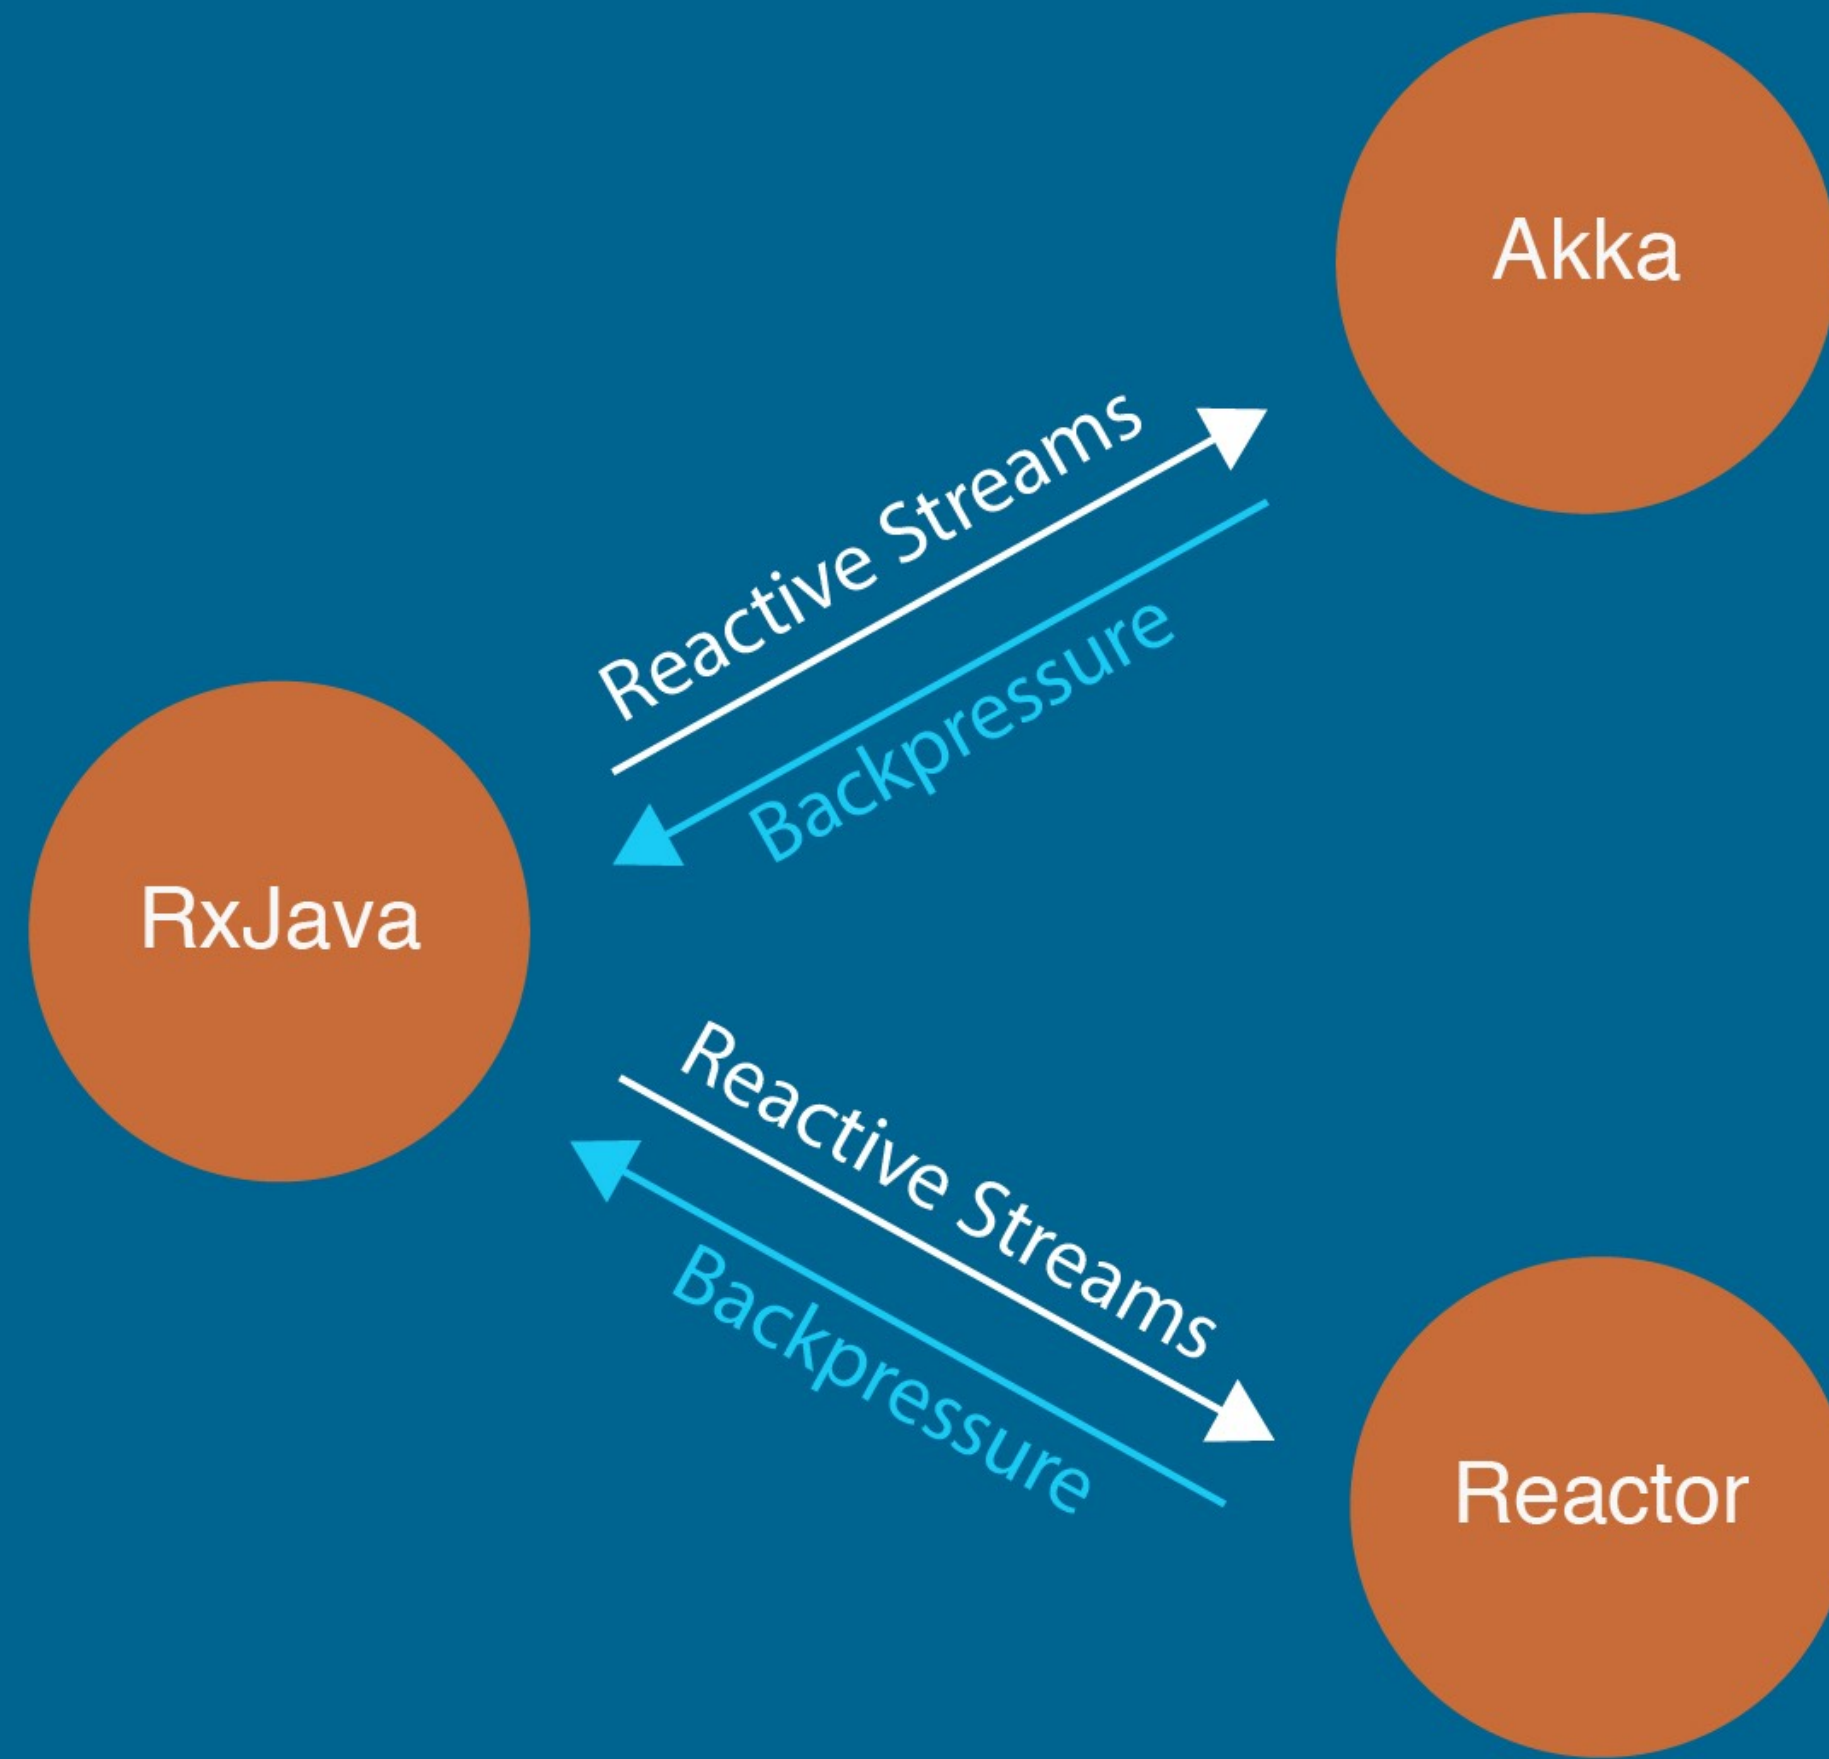 Akka
Reactive Streams
Backpressure
RxJava
Reactive Streams
Backpressure
Reactor